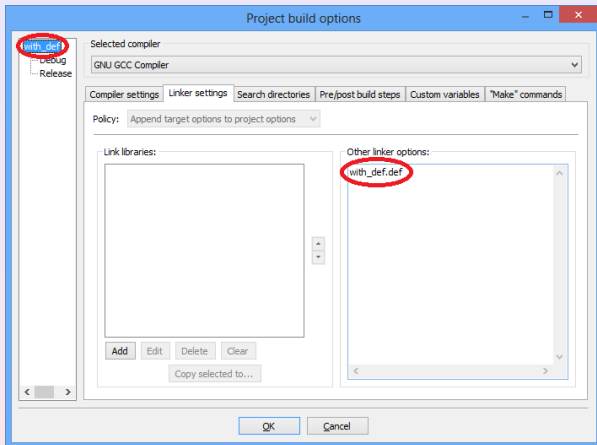 Project build options
with_def
Debug
Release
Selected compiler
GNU GCC Compiler
Compiler settings Linker settings Search directories Pre/post build steps Custom variables "Make" commands
Policy: Append target options to project options
Link libraries:
Other linker options:
with_def.def
Add Edit Delete Clear
Copy selected to...
OK Cancel